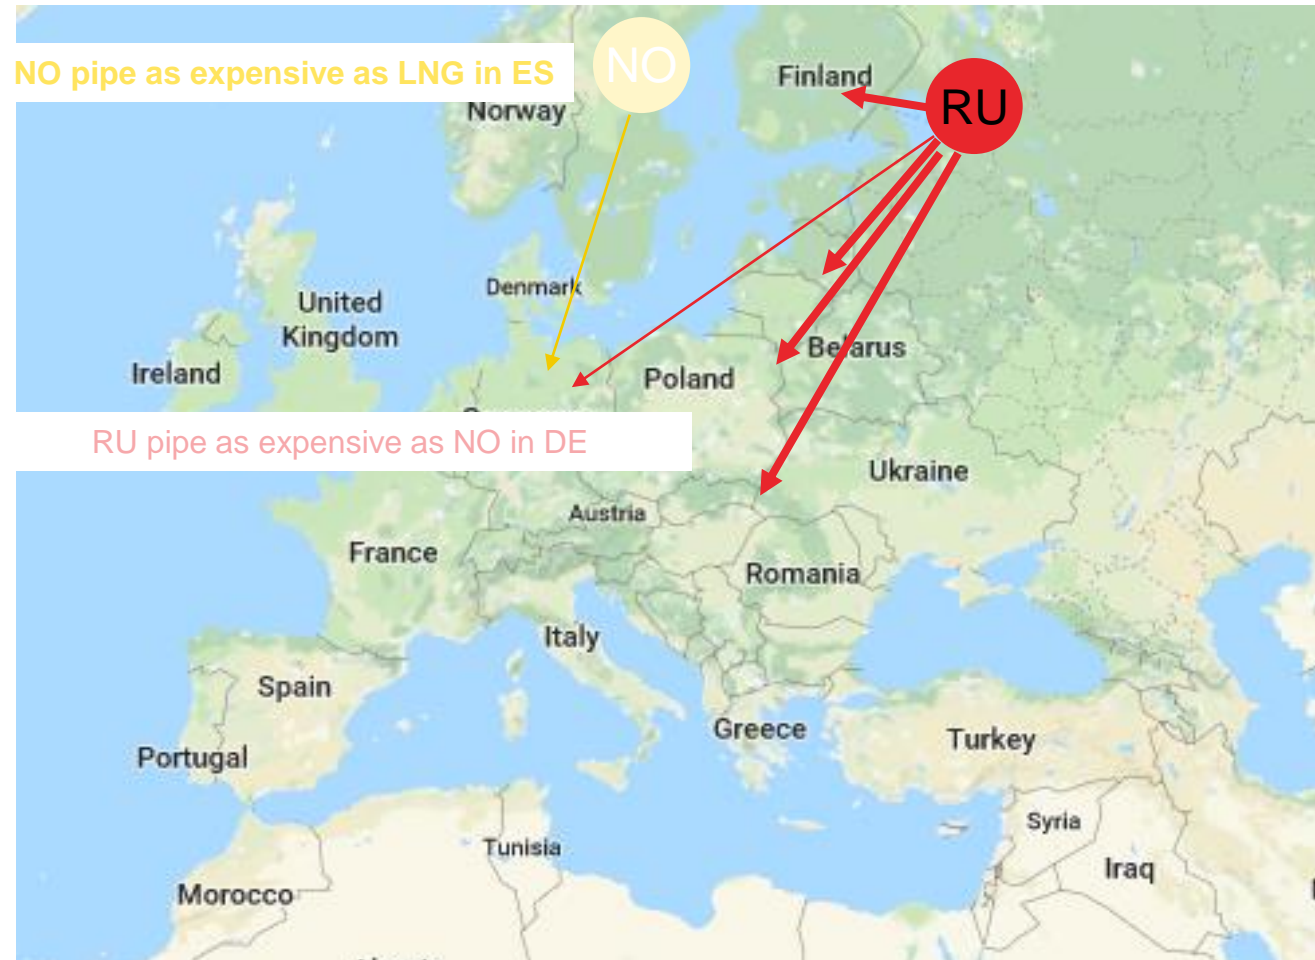 NO
NO pipe as expensive as LNG in ES
Finland
RU
Norway
Denmark
United
Kingdom
Belarus
Ireland
Poland
RU pipe as expensive as NO in DE
Ukraine
Austria
France
Romania
Italy
Spain
Greece
Turkey
Portugal
Syria
Tunisia
Iraq
Morocco